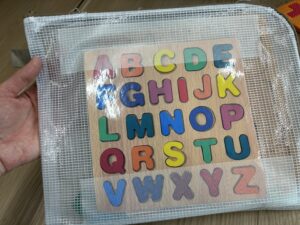 ABCDE
FGHIJK
LMNOP
QRSTU
VWXYZ